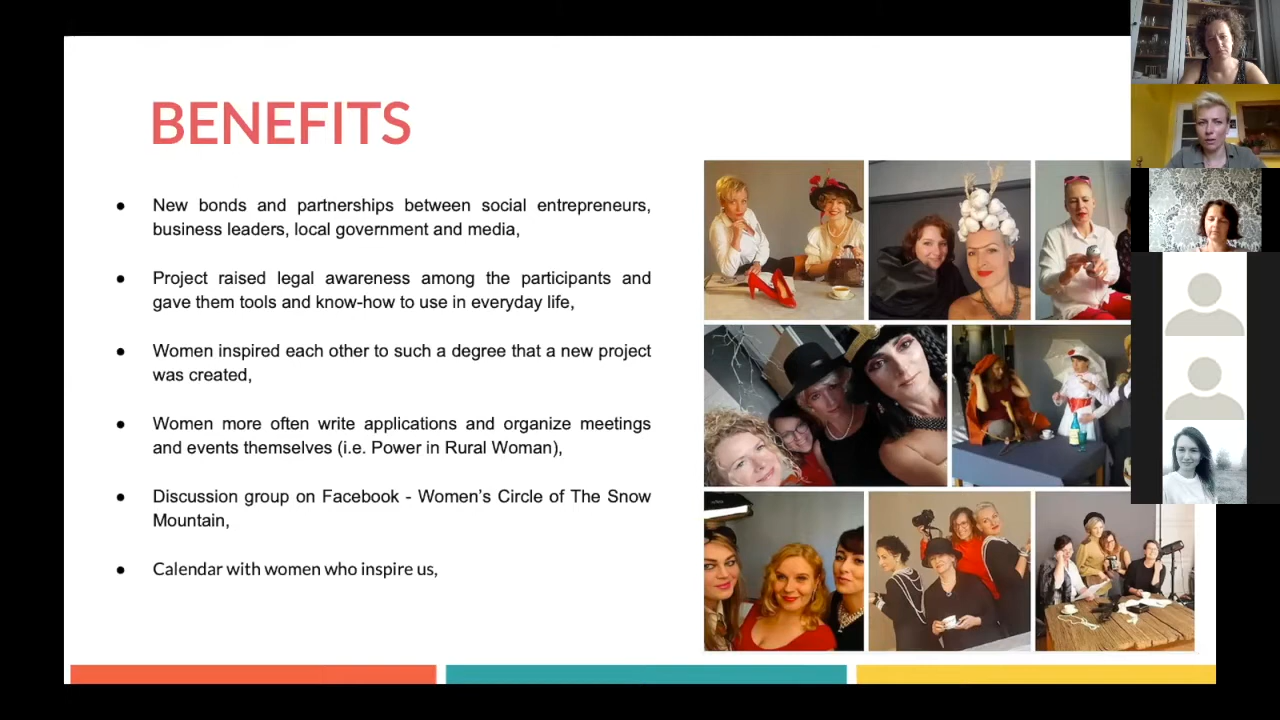 BENEFITS
● New bonds and partnerships between social entrepreneurs,
business leaders, local government and media,
● Project raised legal awareness among the participants and
gave them tools and know-how to use in everyday life,
● Women inspired each other to such a degree that a new project
was created,
● Women more often write applications and organize meetings
and events themselves (i.e. Power in Rural Woman),
● Discussion group on Facebook - Women’s Circle of The Snow
Mountain,
● Calendar with women who inspire us,